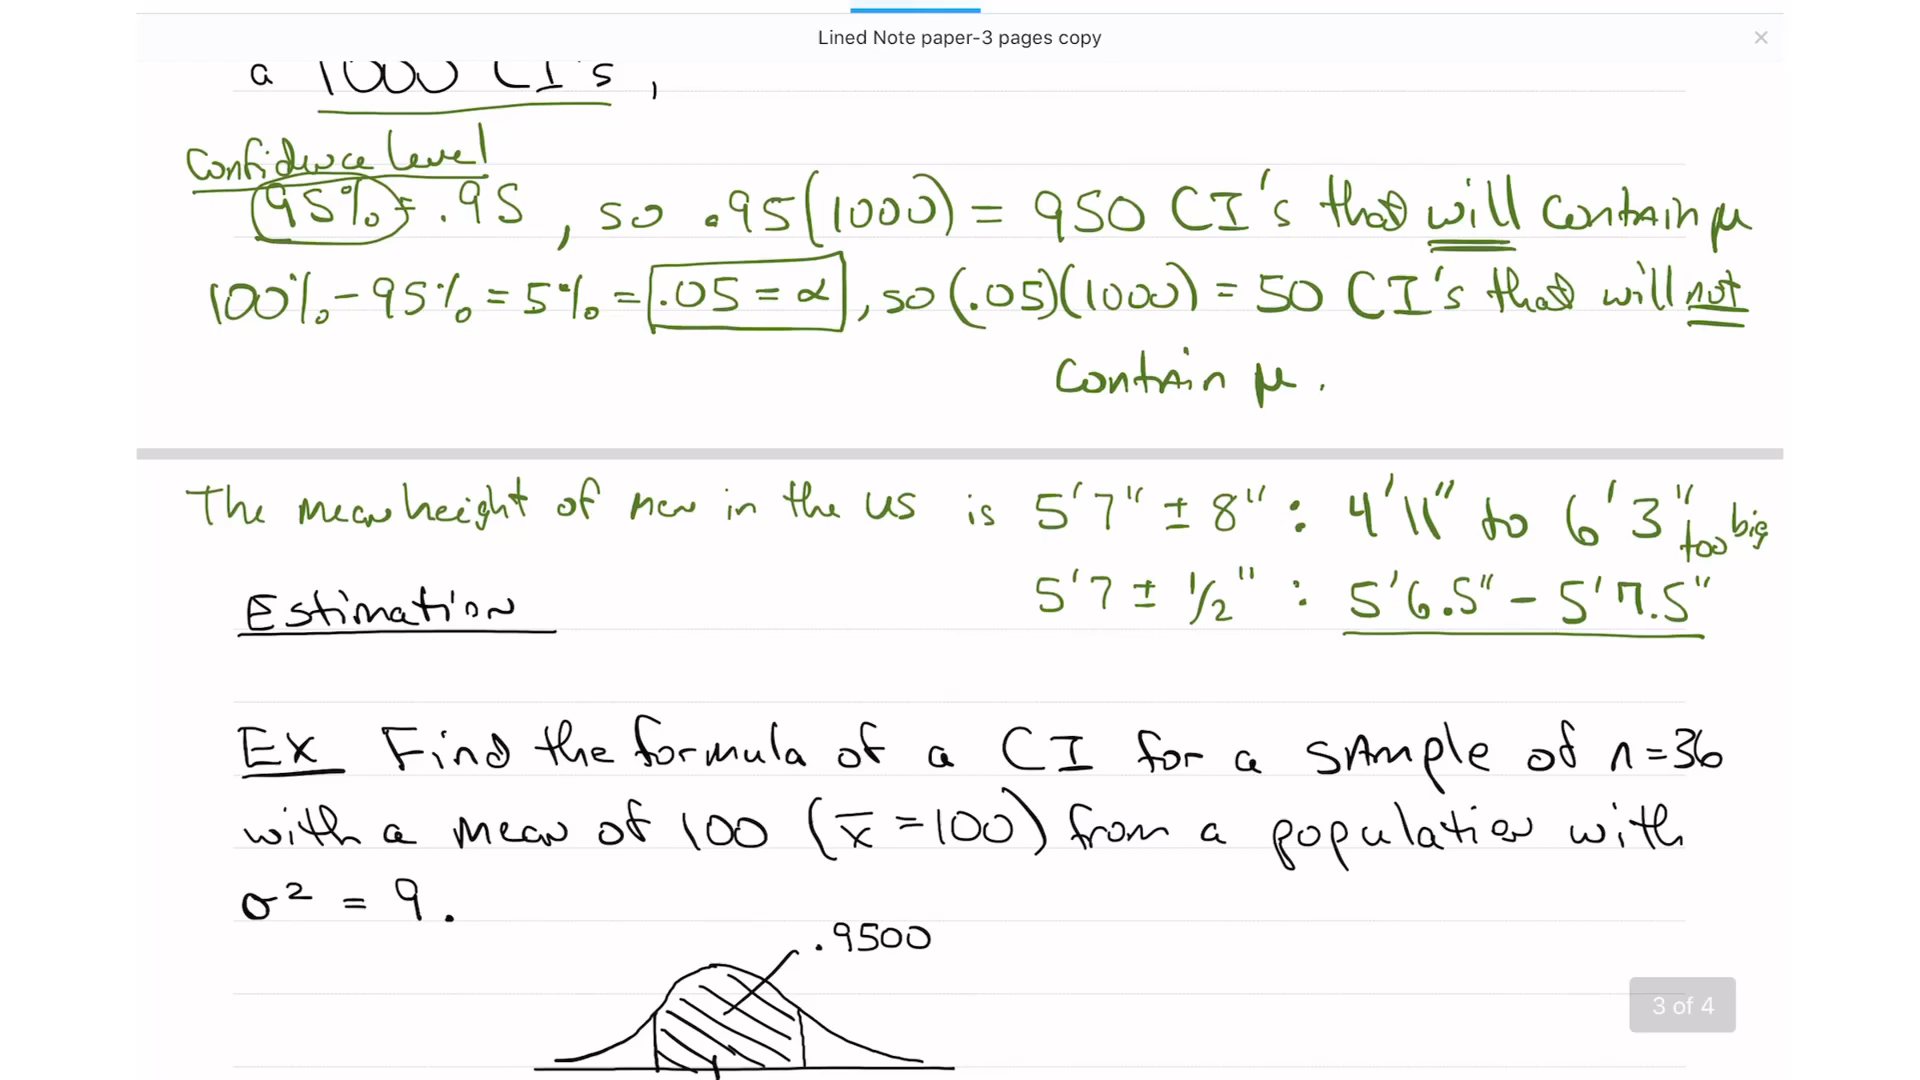 Lined Note paper-3 pages copy
a 1000 CI's,
Confidence level
95% = .95, so .95(1000) = 950 CI's that will contain μ
100% - 95% = 5% = .05 = α, so (.05)(1000) = 50 CI's that will not
contain μ.
The mean height of men in the US is 5'7" ± 8" : 4'11" to 6'3" too big
5'7 ± 1/2" : 5'6.5" - 5'7.5"
Estimation
Ex Find the formula of a CI for a sample of n=36
with a mean of 100 (x̄ = 100) from a population with
σ² = 9.
.9500
3 of 4